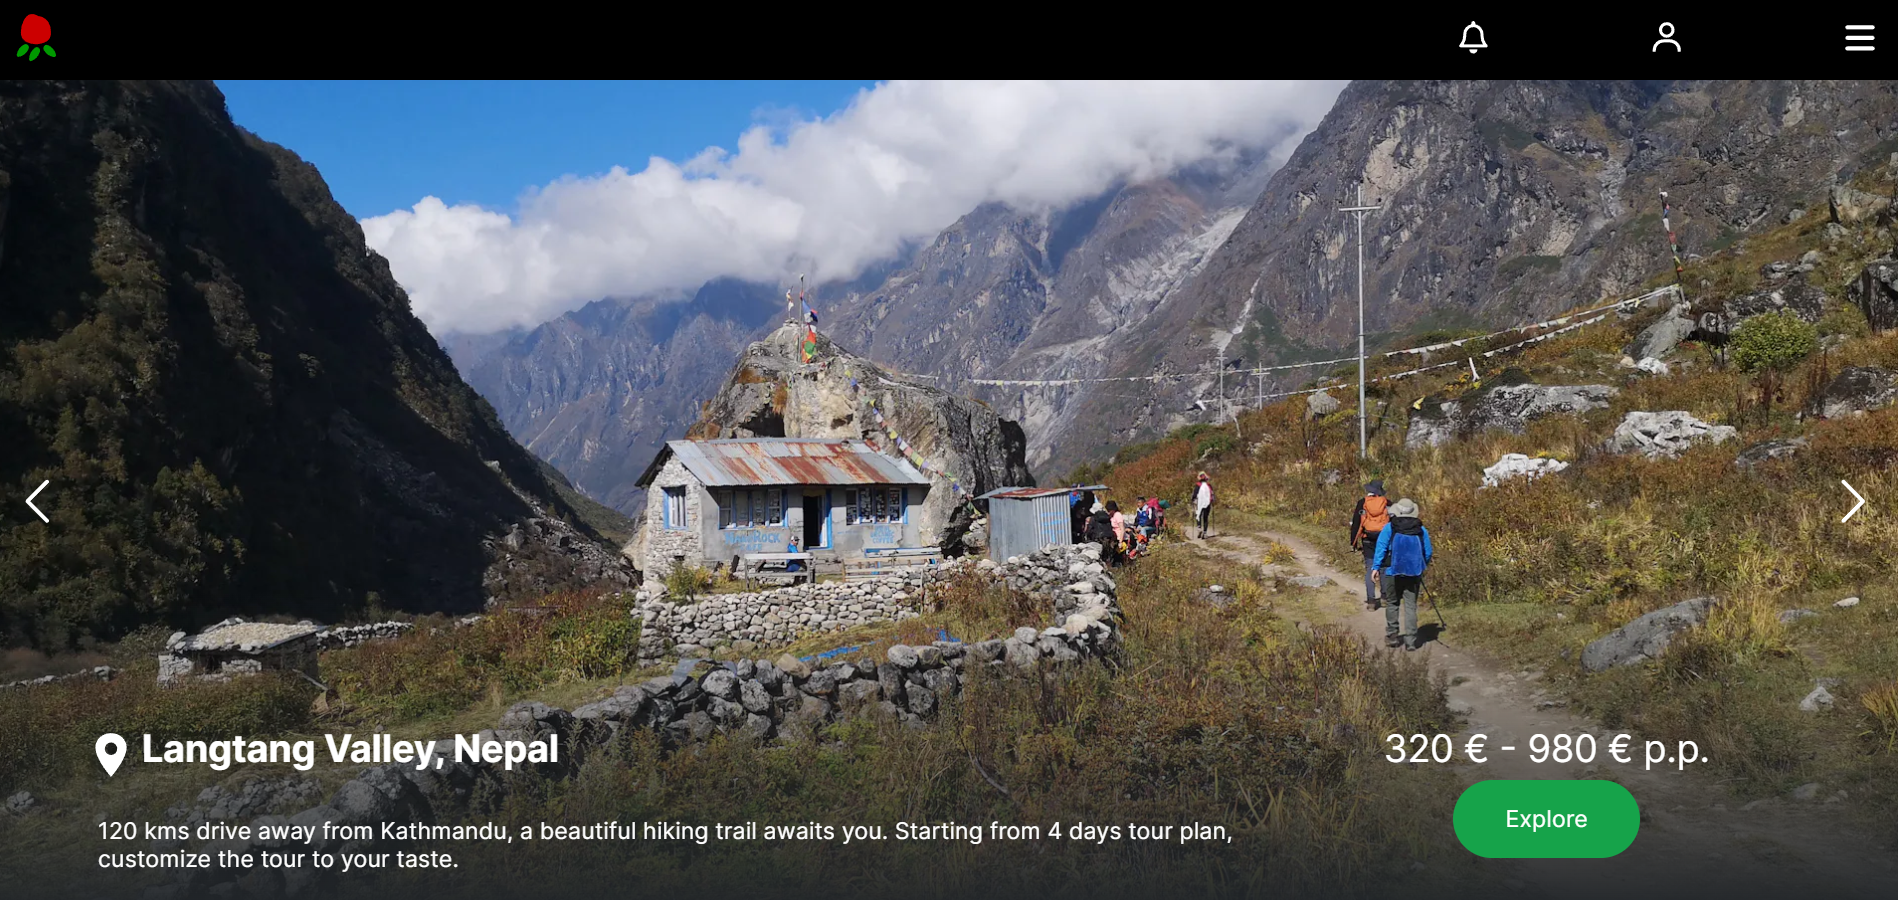 Langtang Valley, Nepal
320 € - 980 € p.p.
Explore
120 kms drive away from Kathmandu, a beautiful hiking trail awaits you. Starting from 4 days tour plan,
customize the tour to your taste.